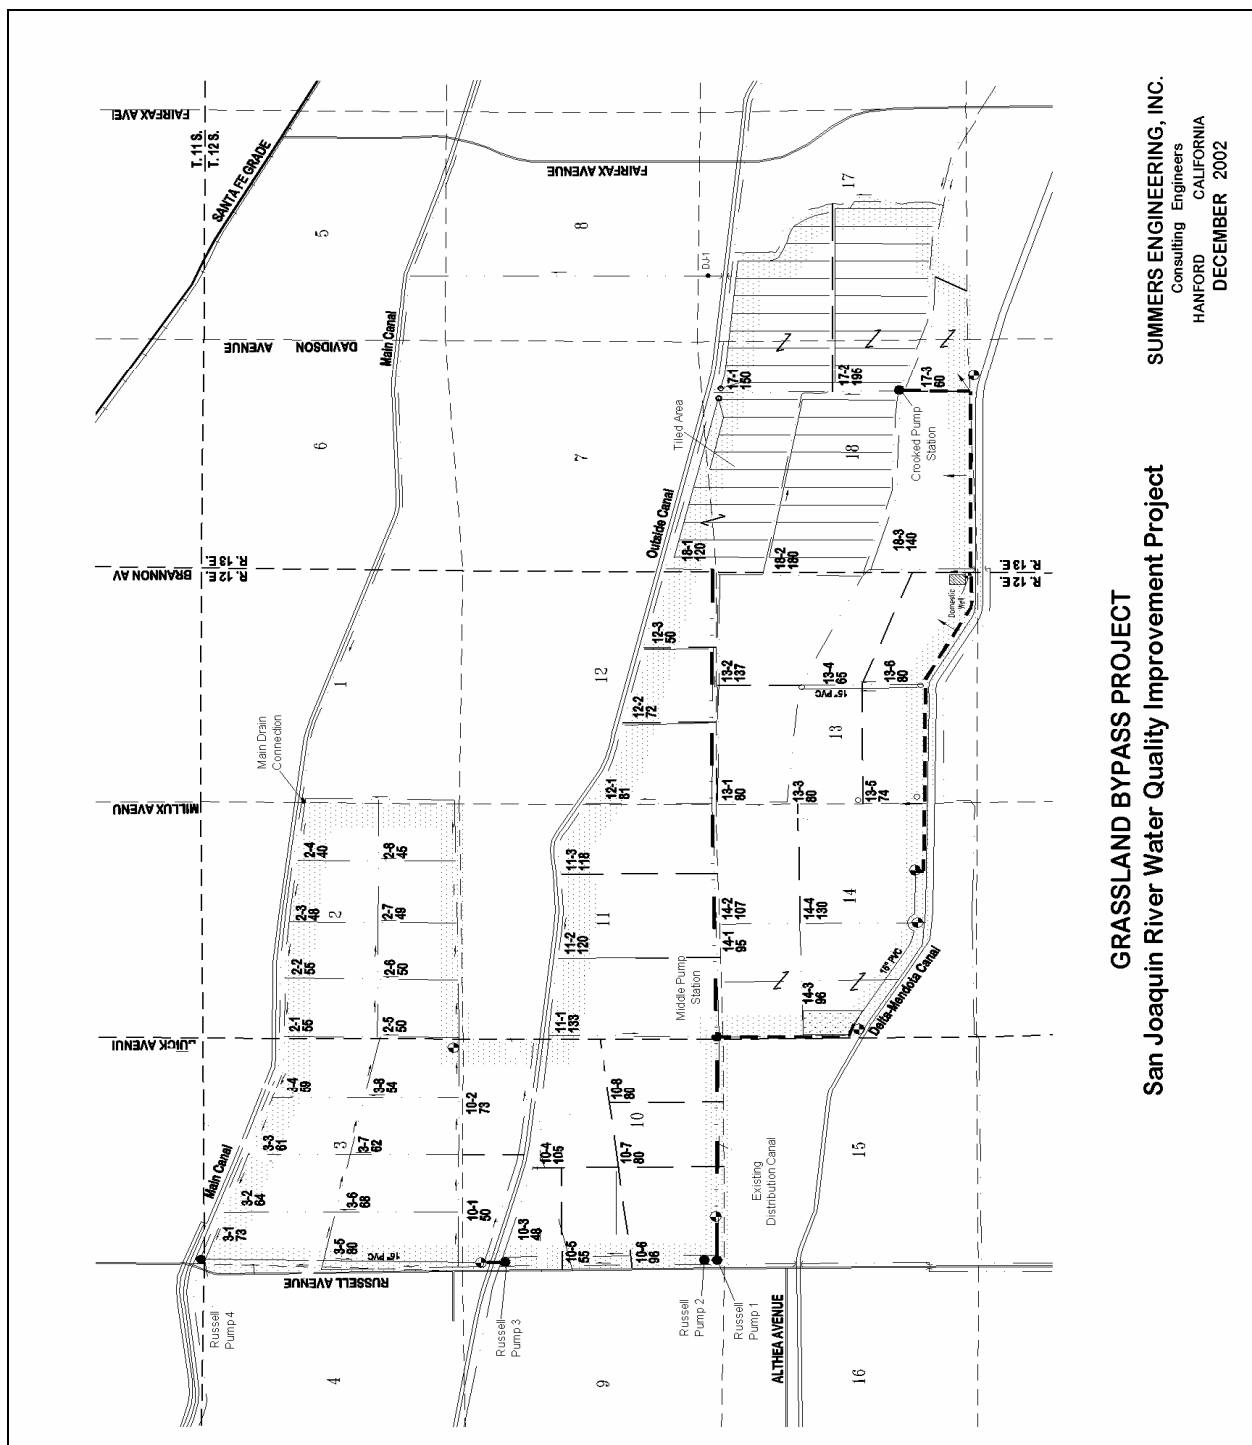 GRASSLAND BYPASS PROJECT
San Joaquin River Water Quality Improvement Project
SUMMERS ENGINEERING, INC.
Consulting Engineers
HANFORD CALIFORNIA
DECEMBER 2002
FAIRFAX AVE
T. 11 S.
T. 12 S.
SANTA FE GRADE
FAIRFAX AVENUE
5
8
17
DJ-1
DAVIDSON AVENUE
Main Canal
6
7
17-1
150
17-2
195
17-3
60
Tiled Area
18
Crooked Pump
Station
Outside Canal
18-1
120
18-2
180
18-3
140
BRANNON AV
R. 13 E.
R. 12 E.
R. 13 E.
R. 12 E.
Domestic
Well
1
12
12-3
50
12-2
72
12-1
81
13-2
137
13-4
65
15" PVC
13-6
80
13
Main Drain
Connection
MILLUX AVENU
13-1
80
13-3
80
13-5
74
2-4
40
2-8
45
2-3
48
2
2-7
49
2-2
55
2-6
50
2-1
55
2-5
50
11-3
118
11
11-2
120
11-1
133
14-2
107
14-1
95
14-4
130
14
14-3
96
15" PVC
Delta-Mendota Canal
Middle Pump
Station
UICK AVENUI
3-4
59
3-8
54
3-3
61
3
3-7
62
3-2
64
3-6
68
3-1
73
3-5
80
15" PVC
Main Canal
10-2
73
10-1
50
10-4
105
10-8
80
10
10-7
80
10-3
48
10-5
55
10-6
96
Existing
Distribution Canal
15
RUSSELL AVENUE
Russell
Pump 4
Russell
Pump 3
Russell
Pump 2
Russell
Pump 1
ALTHEA AVENUE
4
9
16